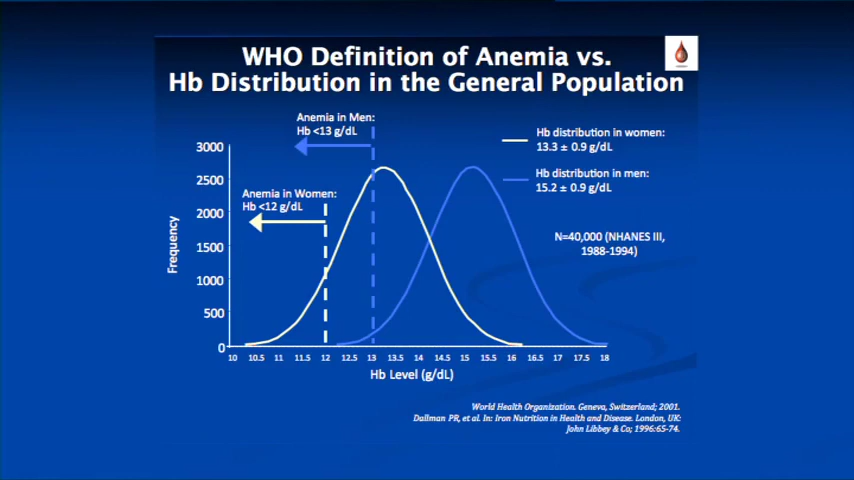 WHO Definition of Anemia vs.
Hb Distribution in the General Population
Anemia in Men:
Hb <13 g/dL
Anemia in Women:
Hb <12 g/dL
Hb distribution in women:
13.3 ± 0.9 g/dL
Hb distribution in men:
15.2 ± 0.9 g/dL
N=40,000 (NHANES III,
1988-1994)
Frequency
3000
2500
2000
1500
1000
500
0
10 10.5 11 11.5 12 12.5 13 13.5 14 14.5 15 15.5 16 16.5 17 17.5 18
Hb Level (g/dL)
World Health Organization. Geneva, Switzerland; 2001.
Dallman PR, et al. In: Iron Nutrition in Health and Disease. London, UK:
John Libbey & Co; 1996:65-74.